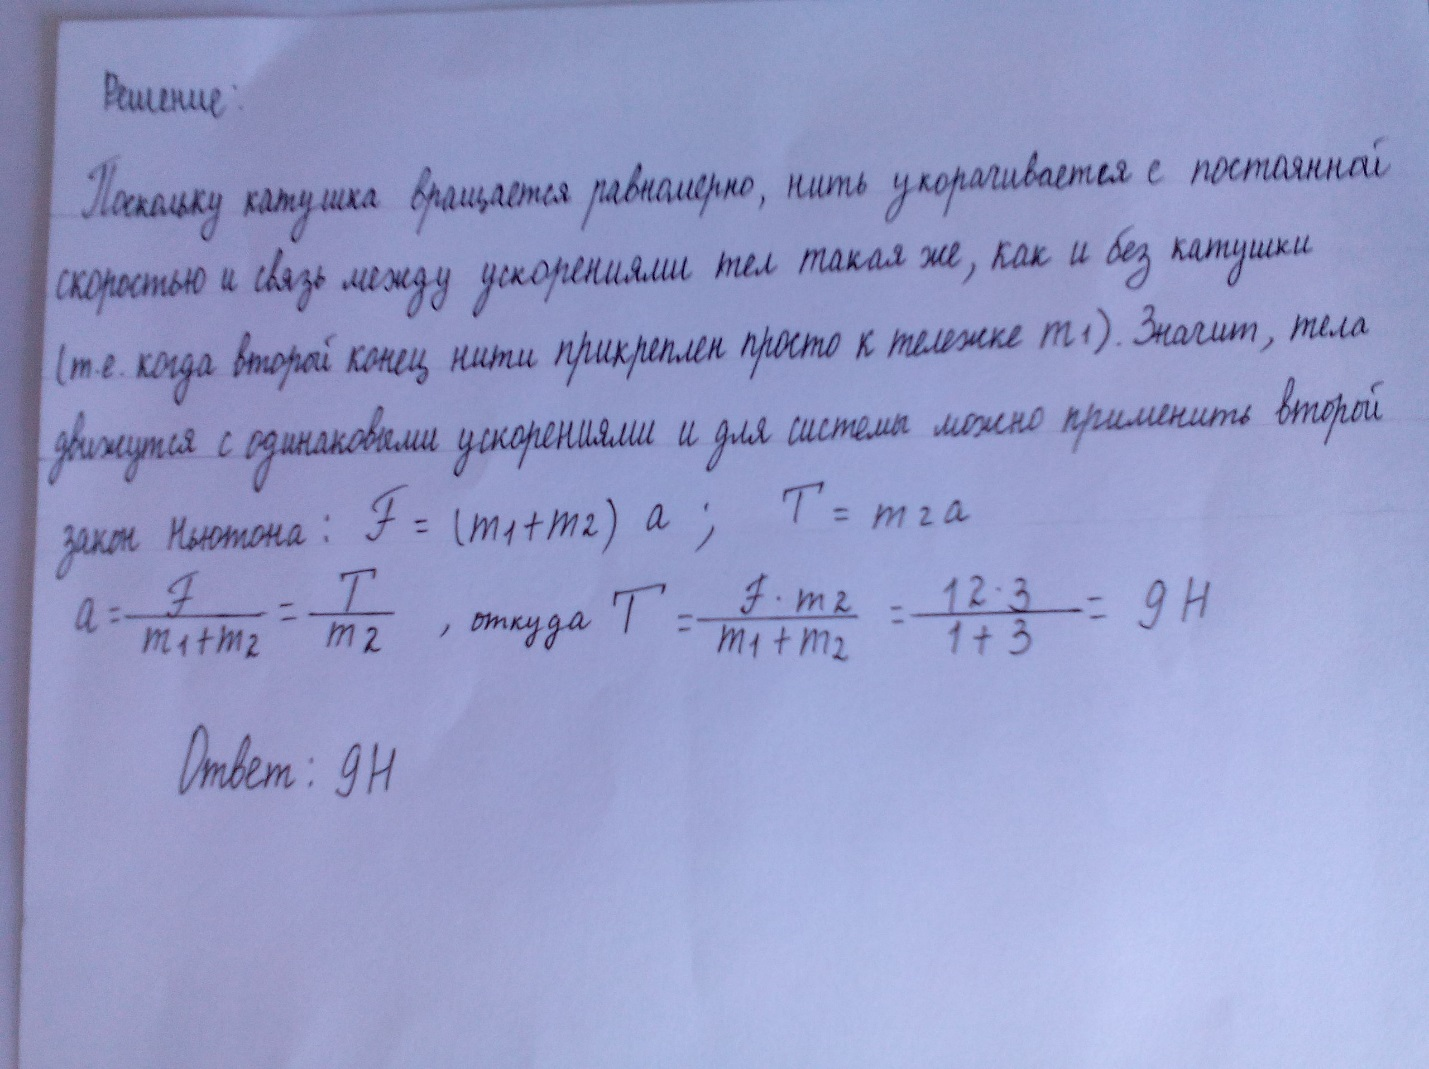 Решение:
Поскольку катушка вращается равномерно, нить укорачивается с постоянной
скоростью и связь между ускорениями тел такая же, как и без катушки
(т.е. когда второй конец нити прикреплен просто к тележке m1). Значит, тела
движутся с одинаковыми ускорениями и для системы можно применить второй
закон Ньютона: F = (m1+m2) a ; T = m2a
a = F/(m1+m2) = T/m2 , откуда T = F·m2/(m1+m2) = 12·3/(1+3) = 9Н
Ответ: 9Н